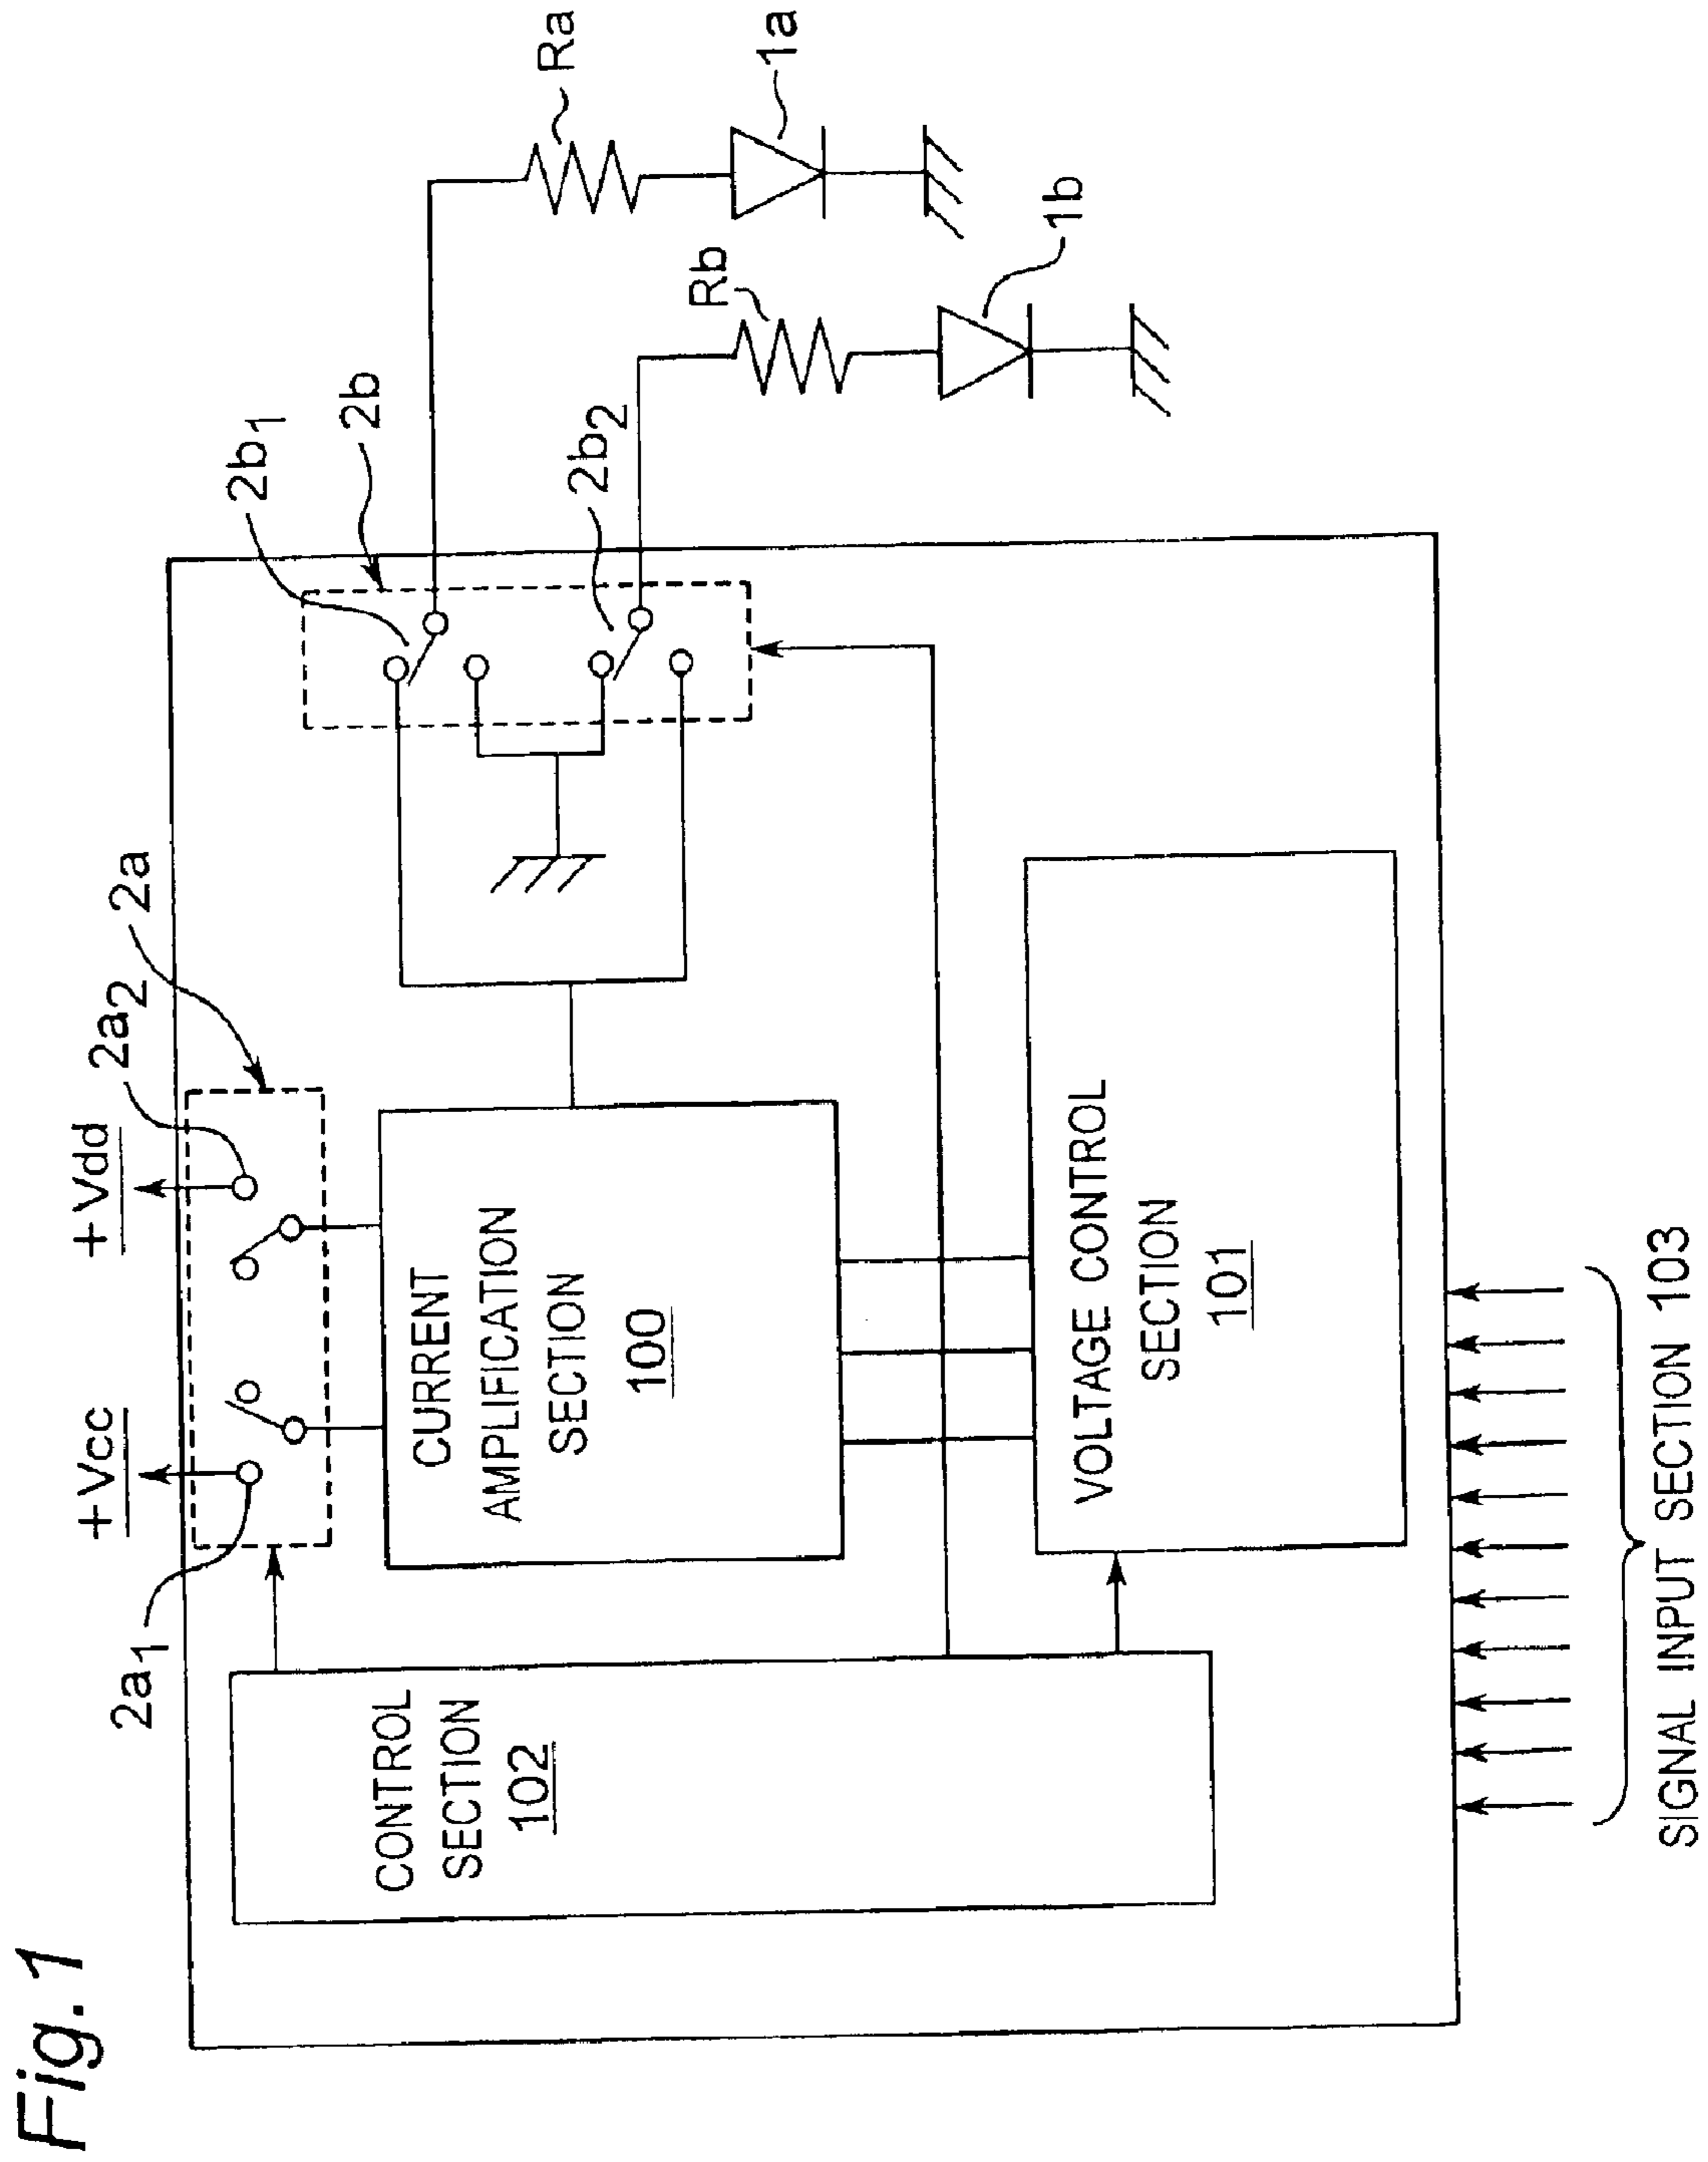 Fig. 1
+Vcc
+Vdd
2a1
2a2
2a
2b1
2b
2b2
Ra
1a
Rb
1b
CONTROL
SECTION
102
CURRENT
AMPLIFICATION
SECTION
100
VOLTAGE CONTROL
SECTION
101
SIGNAL INPUT SECTION 103